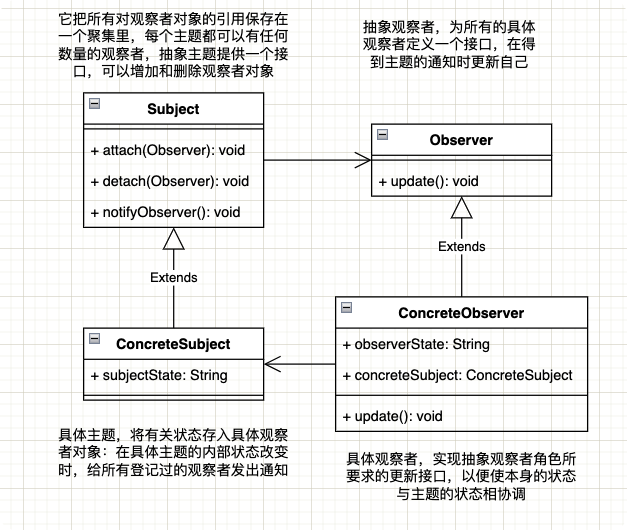 它把所有对观察者对象的引用保存在
一个聚集里，每个主题都可以有任何
数量的观察者，抽象主题提供一个接
口，可以增加和删除观察者对象
抽象观察者，为所有的具体
观察者定义一个接口，在得
到主题的通知时更新自己
Subject
+ attach(Observer): void
+ detach(Observer): void
+ notifyObserver(): void
Observer
+ update(): void
Extends
Extends
ConcreteSubject
+ subjectState: String
ConcreteObserver
+ observerState: String
+ concreteSubject: ConcreteSubject
+ update(): void
具体主题，将有关状态存入具体观察
者对象：在具体主题的内部状态改变
时，给所有登记过的观察者发出通知
具体观察者，实现抽象观察者角色所
要求的更新接口，以便使本身的状态
与主题的状态相协调